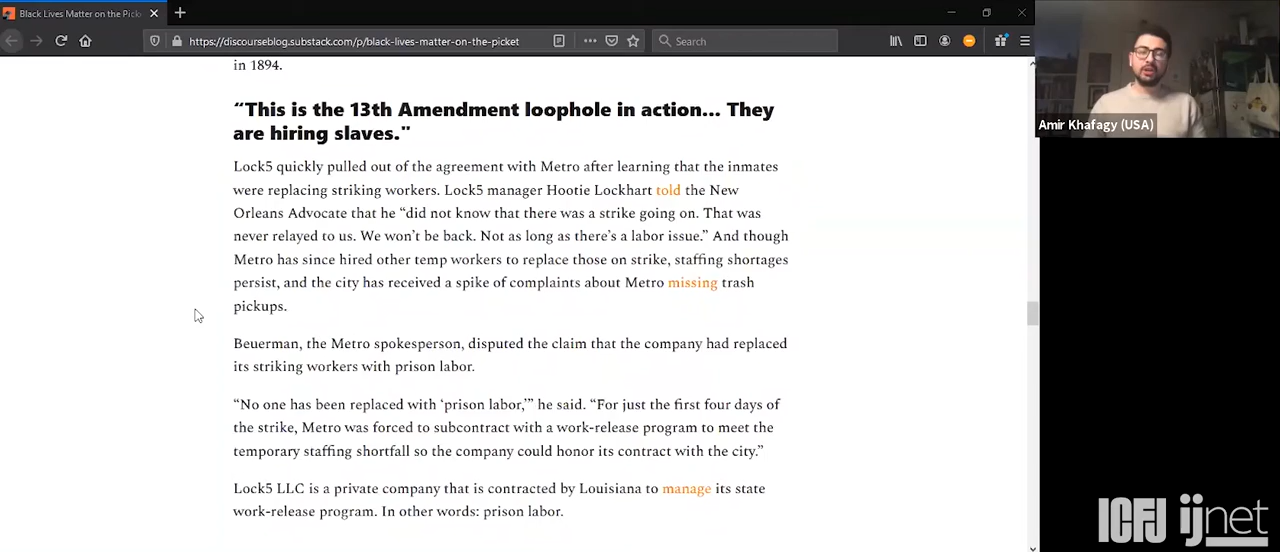 Black Lives Matter on the Pick
https://discourseblog.substack.com/p/black-lives-matter-on-the-picket
Search
Amir Khafagy (USA)
in 1894.
“This is the 13th Amendment loophole in action... They
are hiring slaves."
Lock5 quickly pulled out of the agreement with Metro after learning that the inmates
were replacing striking workers. Lock5 manager Hootie Lockhart told the New
Orleans Advocate that he “did not know that there was a strike going on. That was
never relayed to us. We won’t be back. Not as long as there’s a labor issue.” And though
Metro has since hired other temp workers to replace those on strike, staffing shortages
persist, and the city has received a spike of complaints about Metro missing trash
pickups.
Beuerman, the Metro spokesperson, disputed the claim that the company had replaced
its striking workers with prison labor.
“No one has been replaced with ‘prison labor,’” he said. “For just the first four days of
the strike, Metro was forced to subcontract with a work-release program to meet the
temporary staffing shortfall so the company could honor its contract with the city.”
Lock5 LLC is a private company that is contracted by Louisiana to manage its state
work-release program. In other words: prison labor.
ICFJ ijnet